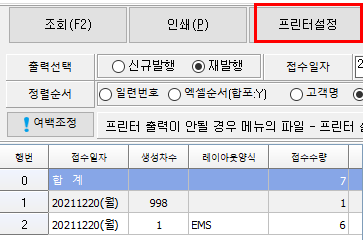 조회(F2) 인쇄(P) 프린터설정
출력선택 신규발행 재발행 접수일자 2
정렬순서 일련번호 엑셀순서(합포:Y) 고객명
! 여백조정 프린터 출력이 안될 경우 메뉴의 파일 - 프린터
행번 접수일자 생성차수 레이아웃양식 접수수량
0 합 계 7
1 20211220(월) 998 1
2 20211220(월) 1 EMS 6